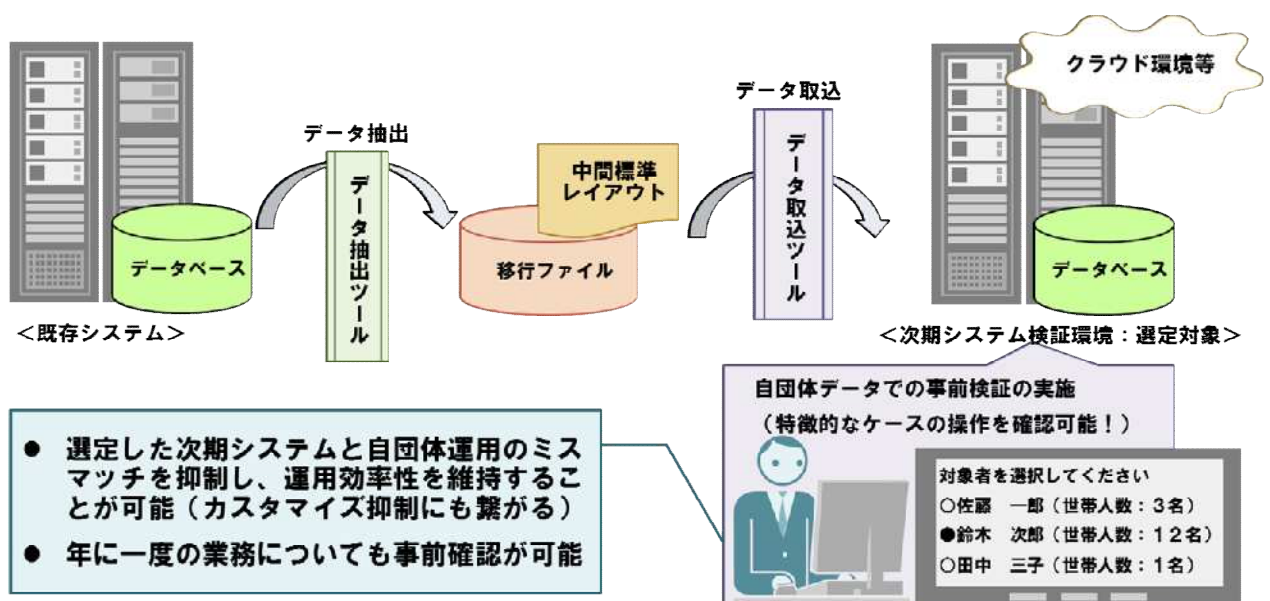 クラウド環境等
データ取込
データ抽出
中間標準
レイアウト
データ抽出ツール
データ取込ツール
データベース
移行ファイル
データベース
<既存システム>
<次期システム検証環境:選定対象>
自団体データでの事前検証の実施
(特徴的なケースの操作を確認可能!)
● 選定した次期システムと自団体運用のミス
マッチを抑制し、運用効率性を維持するこ
とが可能(カスタマイズ抑制にも繋がる)
● 年に一度の業務についても事前確認が可能
対象者を選択してください
○佐藤 一郎(世帯人数:3名)
●鈴木 次郎(世帯人数:12名)
○田中 三子(世帯人数:1名)